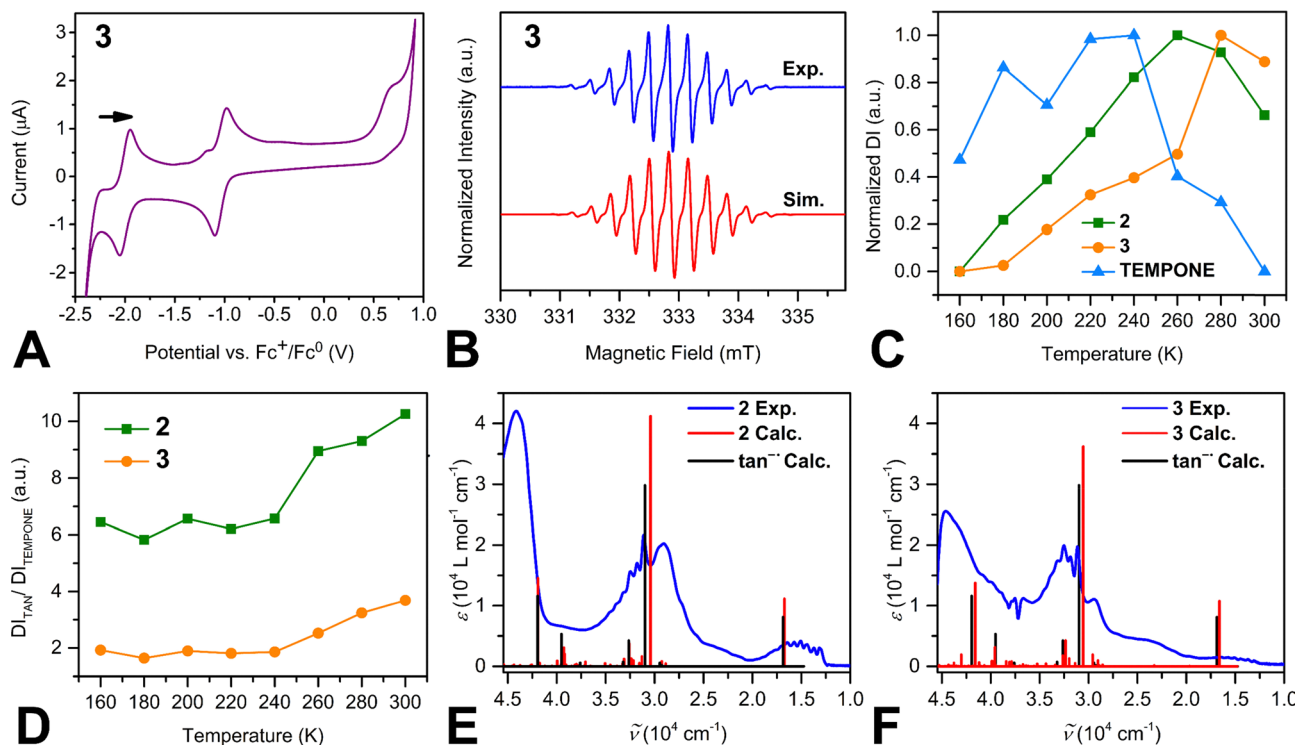 3
Current (µA)
3
2
1
0
-1
-2
-2.5 -2.0 -1.5 -1.0 -0.5 0.0 0.5 1.0
Potential vs. Fc⁺/Fc⁰ (V)
A
3
Normalized Intensity (a.u.)
Exp.
Sim.
330 331 332 333 334 335
Magnetic Field (mT)
B
Normalized DI (a.u.)
1.0
0.8
0.6
0.4
0.2
0.0
2
3
TEMPONE
160 180 200 220 240 260 280 300
Temperature (K)
C
DI_TAN/ DI_TEMPONE (a.u.)
10
8
6
4
2
2
3
160 180 200 220 240 260 280 300
Temperature (K)
D
ε (10⁴ L mol⁻¹ cm⁻¹)
4
3
2
1
0
2 Exp.
2 Calc.
tan⁻· Calc.
4.5 4.0 3.5 3.0 2.5 2.0 1.5 1.0
ṽ (10⁴ cm⁻¹)
E
ε (10⁴ L mol⁻¹ cm⁻¹)
4
3
2
1
0
3 Exp.
3 Calc.
tan⁻· Calc.
4.5 4.0 3.5 3.0 2.5 2.0 1.5 1.0
ṽ (10⁴ cm⁻¹)
F